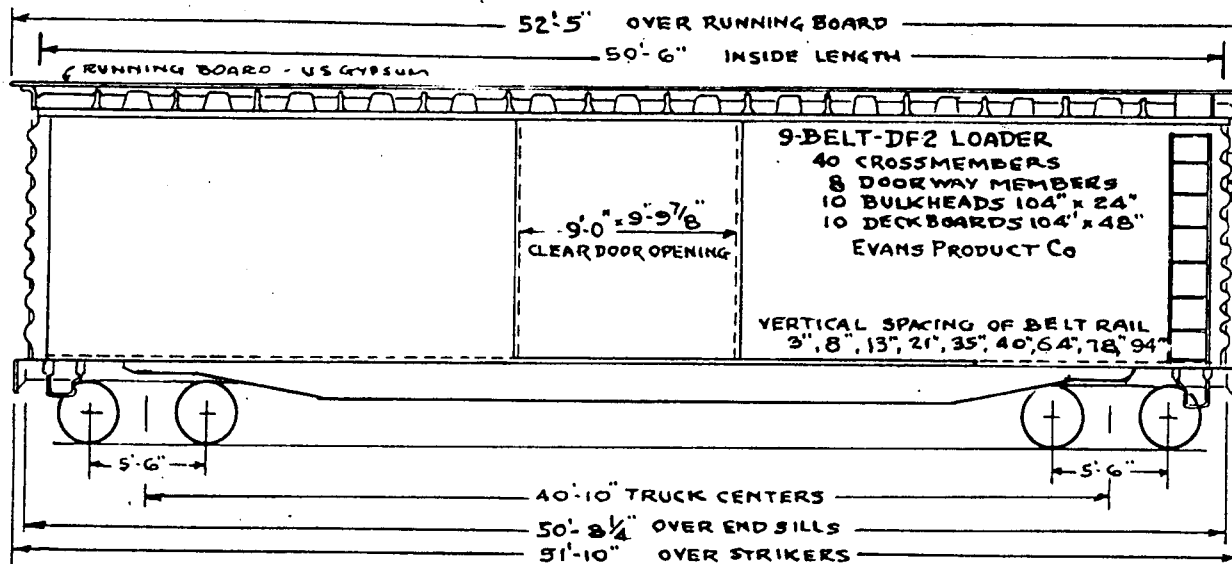 52'-5" OVER RUNNING BOARD
50'-6" INSIDE LENGTH
RUNNING BOARD - US GYPSUM
9-BELT-DF2 LOADER
40 CROSSMEMBERS
8 DOORWAY MEMBERS
10 BULKHEADS 104" x 24"
10 DECKBOARDS 104" x 48"
EVANS PRODUCT Co
9'-0" x 9'-9 7/8"
CLEAR DOOR OPENING
VERTICAL SPACING OF BELT RAIL
3", 8", 13", 21", 35", 40", 64", 78", 94"
5'-6"
5'-6"
40'-10" TRUCK CENTERS
50'-8 1/4" OVER END SILLS
51'-10" OVER STRIKERS